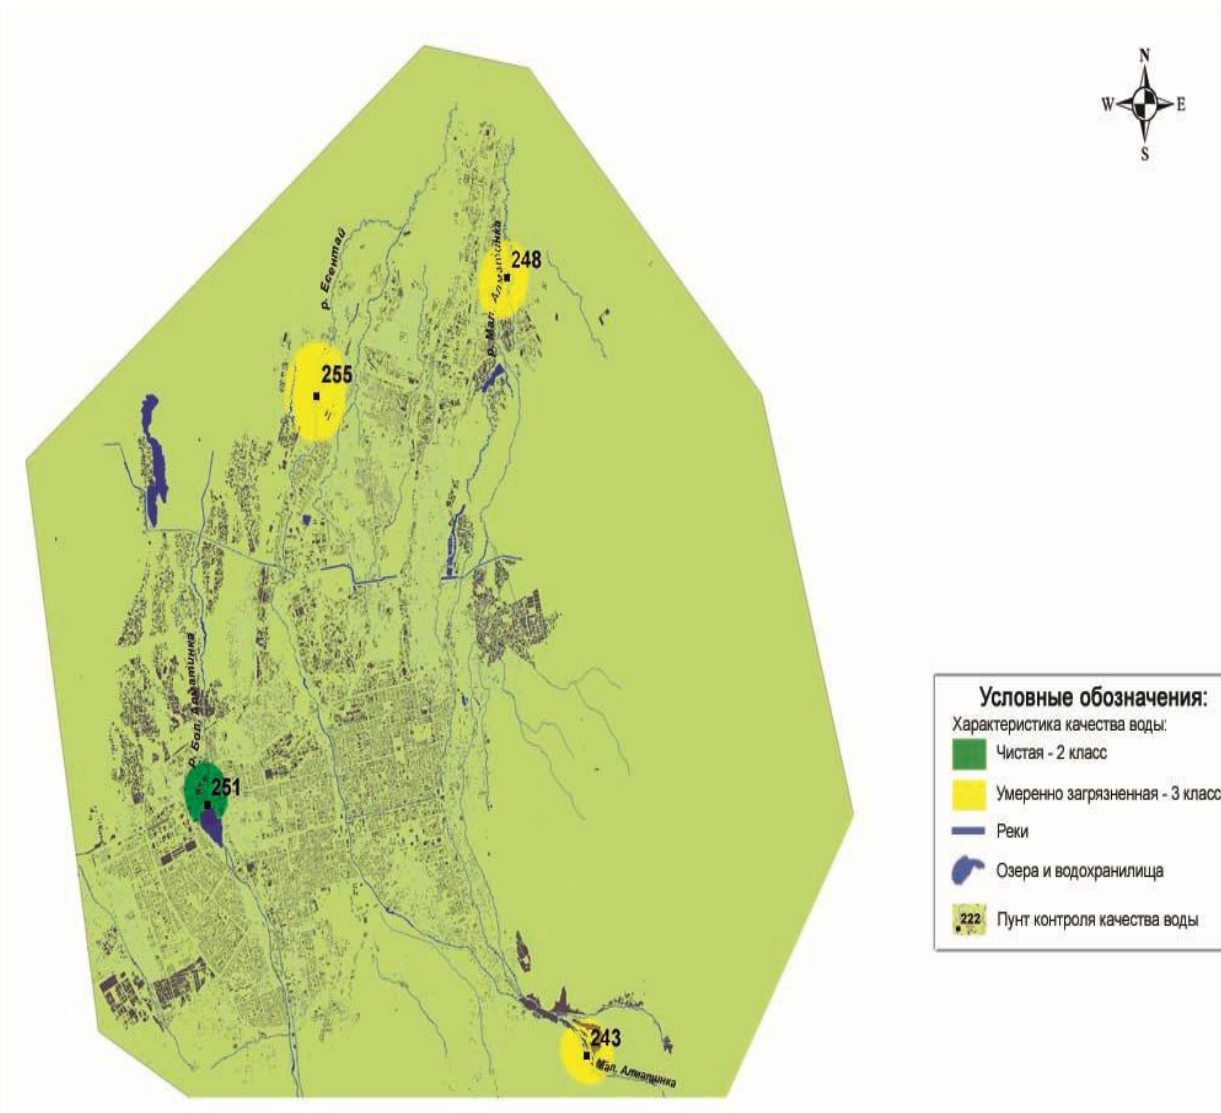 N
W
E
S
р. Есентай
р. Мал. Алматинка
248
255
р. Бол. Алматинка
251
243
Мал. Алматинка
Условные обозначения:
Характеристика качества воды:
Чистая - 2 класс
Умеренно загрязненная - 3 класс
Реки
Озера и водохранилища
222
Пунт контроля качества воды